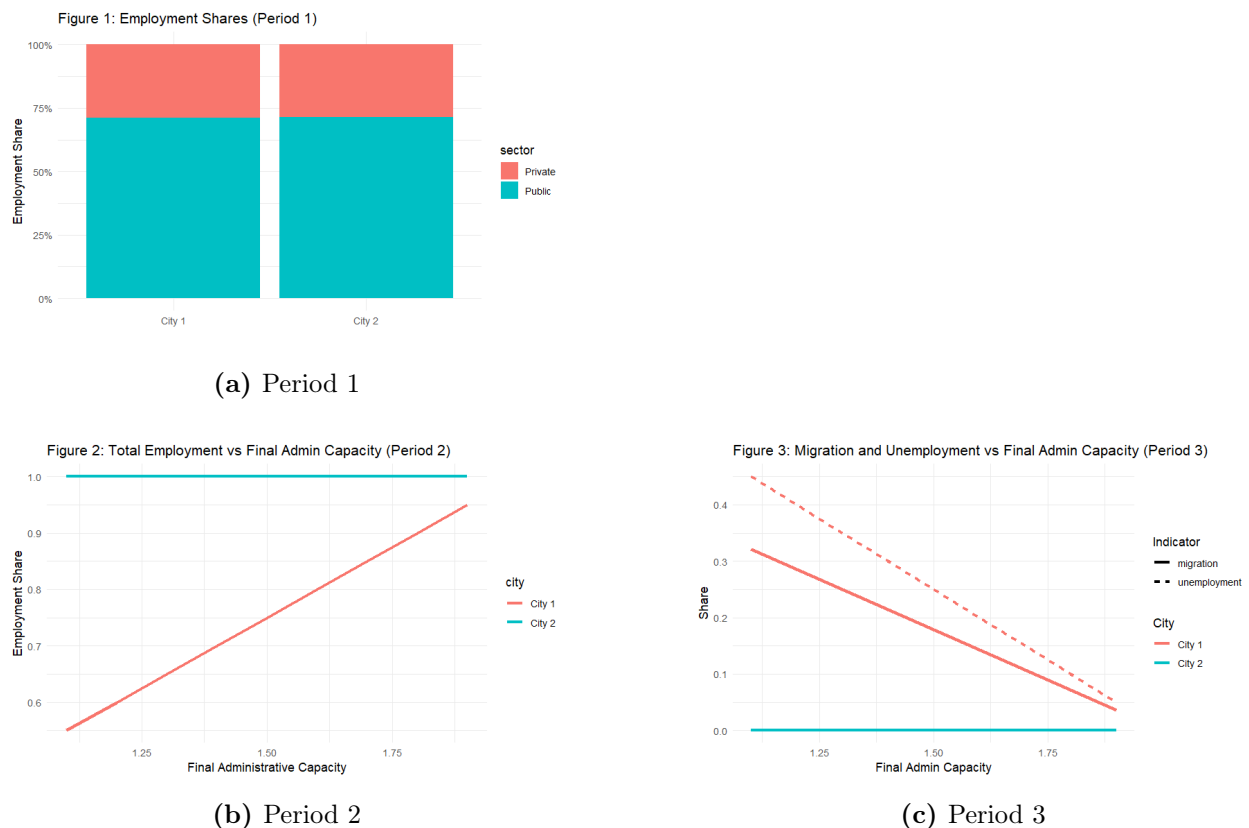 Figure 1: Employment Shares (Period 1)
100%
75%
50%
25%
0%
Employment Share
City 1
City 2
sector
Private
Public
(a) Period 1
Figure 2: Total Employment vs Final Admin Capacity (Period 2)
1.0
0.9
0.8
0.7
0.6
Employment Share
1.25
1.50
1.75
Final Administrative Capacity
city
City 1
City 2
(b) Period 2
Figure 3: Migration and Unemployment vs Final Admin Capacity (Period 3)
0.4
0.3
0.2
0.1
0.0
Share
1.25
1.50
1.75
Final Admin Capacity
Indicator
migration
unemployment
City
City 1
City 2
(c) Period 3